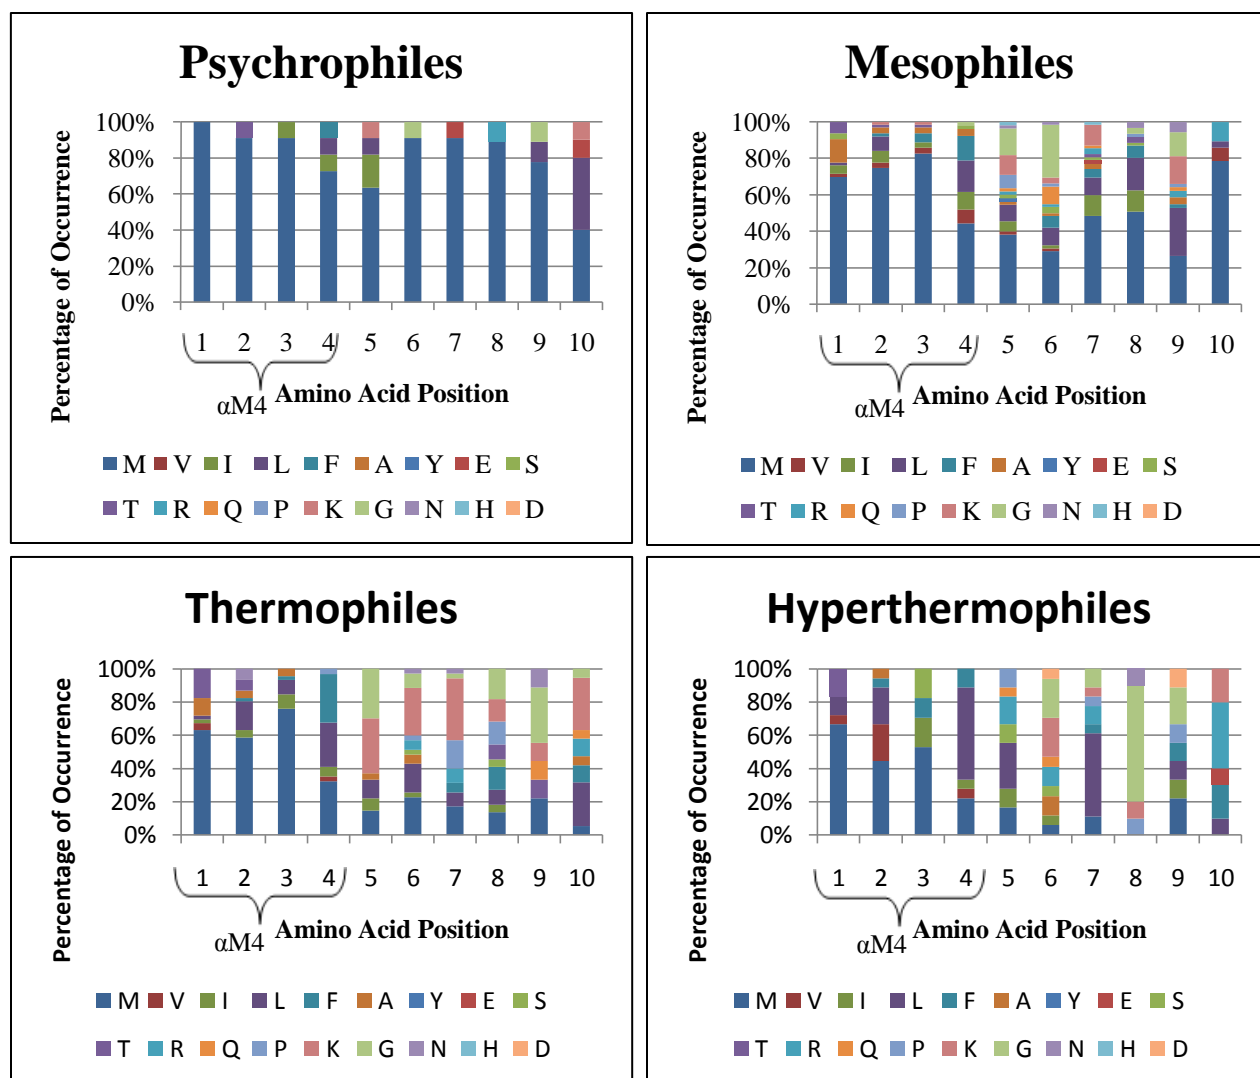 Psychrophiles
Percentage of Occurrence
100%
80%
60%
40%
20%
0%
1 2 3 4 5 6 7 8 9 10
αM4 Amino Acid Position
M V I L F A Y E S
T R Q P K G N H D
Mesophiles
Percentage of Occurrence
100%
80%
60%
40%
20%
0%
1 2 3 4 5 6 7 8 9 10
αM4 Amino Acid Position
M V I L F A Y E S
T R Q P K G N H D
Thermophiles
Percentage of Occurrence
100%
80%
60%
40%
20%
0%
1 2 3 4 5 6 7 8 9 10
αM4 Amino Acid Position
M V I L F A Y E S
T R Q P K G N H D
Hyperthermophiles
Percentage of Occurrence
100%
80%
60%
40%
20%
0%
1 2 3 4 5 6 7 8 9 10
αM4 Amino Acid Position
M V I L F A Y E S
T R Q P K G N H D